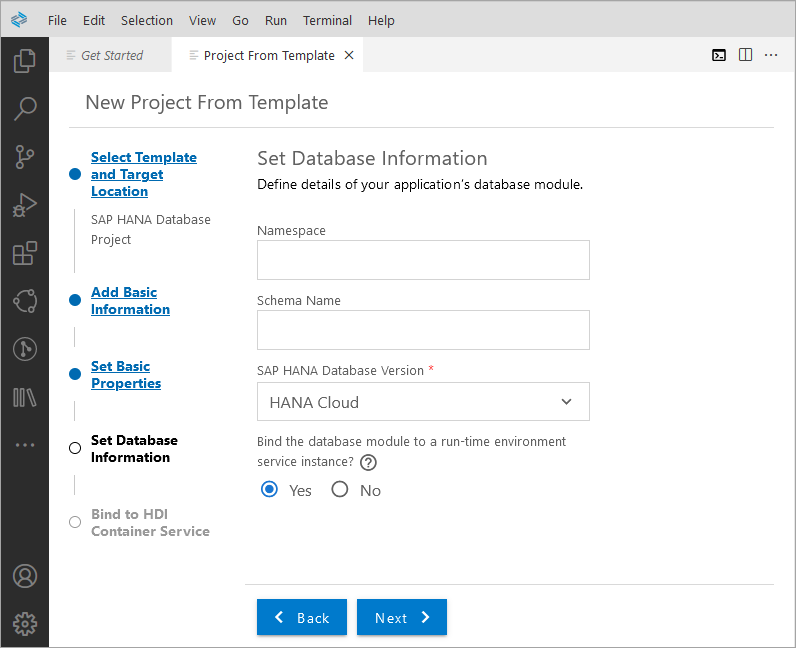 File Edit Selection View Go Run Terminal Help
Get Started
Project From Template
New Project From Template
Select Template
and Target
Location
SAP HANA Database
Project
Add Basic
Information
Set Basic
Properties
Set Database
Information
Bind to HDI
Container Service
Set Database Information
Define details of your application's database module.
Namespace
Schema Name
SAP HANA Database Version *
HANA Cloud
Bind the database module to a run-time environment
service instance? ?
Yes No
Back Next